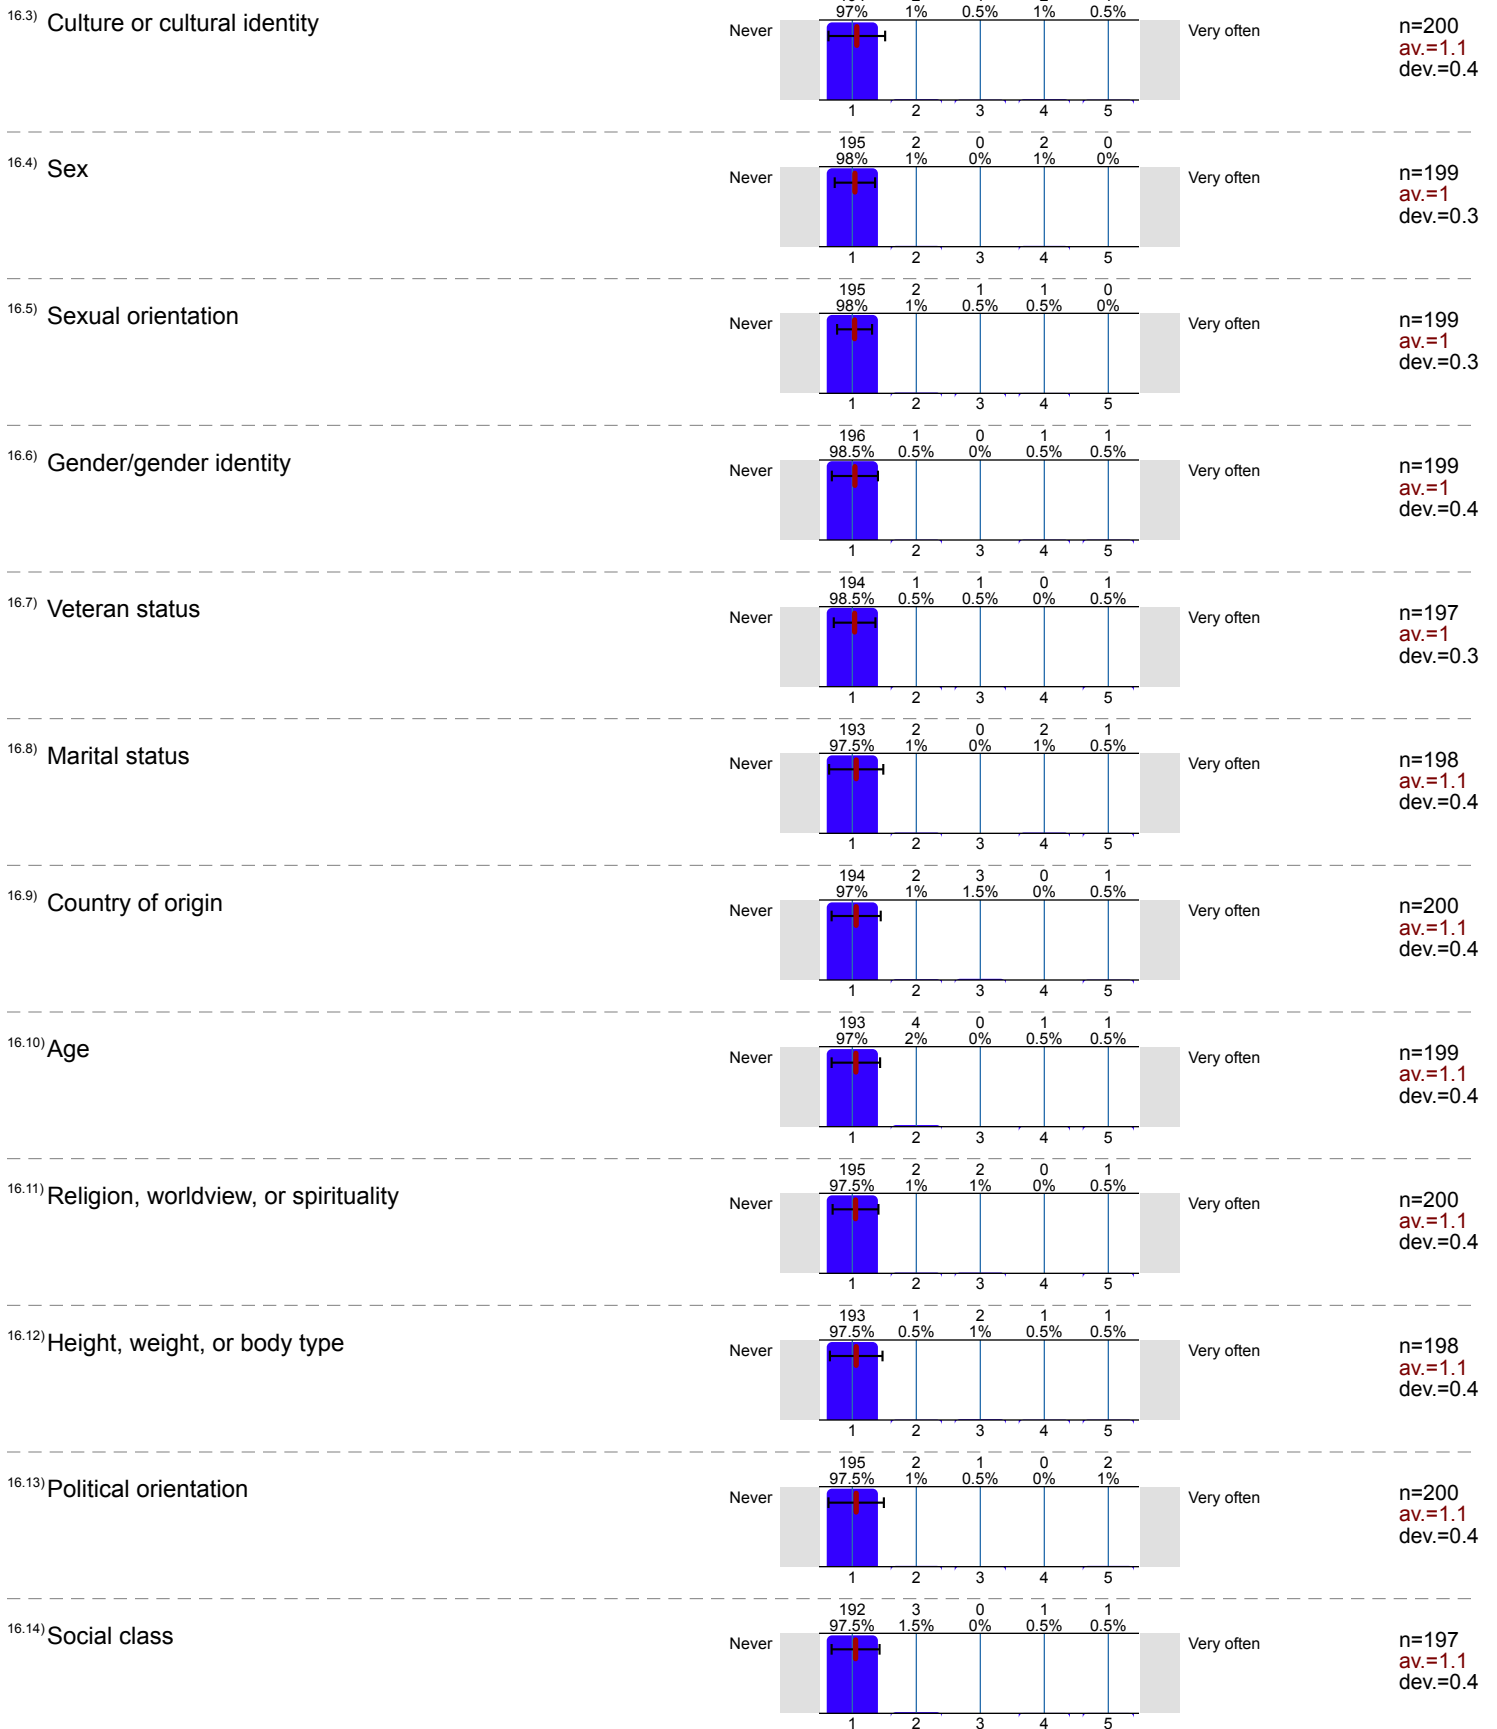 16.3) Culture or cultural identity
97% 1% 0.5% 1% 0.5%
Never Very often
n=200
av.=1.1
dev.=0.4
1 2 3 4 5
16.4) Sex
195 2 0 2 0
98% 1% 0% 1% 0%
Never Very often
n=199
av.=1
dev.=0.3
1 2 3 4 5
16.5) Sexual orientation
195 2 1 1 0
98% 1% 0.5% 0.5% 0%
Never Very often
n=199
av.=1
dev.=0.3
1 2 3 4 5
16.6) Gender/gender identity
196 1 0 1 1
98.5% 0.5% 0% 0.5% 0.5%
Never Very often
n=199
av.=1
dev.=0.4
1 2 3 4 5
16.7) Veteran status
194 1 1 0 1
98.5% 0.5% 0.5% 0% 0.5%
Never Very often
n=197
av.=1
dev.=0.3
1 2 3 4 5
16.8) Marital status
193 2 0 2 1
97.5% 1% 0% 1% 0.5%
Never Very often
n=198
av.=1.1
dev.=0.4
1 2 3 4 5
16.9) Country of origin
194 2 3 0 1
97% 1% 1.5% 0% 0.5%
Never Very often
n=200
av.=1.1
dev.=0.4
1 2 3 4 5
16.10) Age
193 4 0 1 1
97% 2% 0% 0.5% 0.5%
Never Very often
n=199
av.=1.1
dev.=0.4
1 2 3 4 5
16.11) Religion, worldview, or spirituality
195 2 2 0 1
97.5% 1% 1% 0% 0.5%
Never Very often
n=200
av.=1.1
dev.=0.4
1 2 3 4 5
16.12) Height, weight, or body type
193 1 2 1 1
97.5% 0.5% 1% 0.5% 0.5%
Never Very often
n=198
av.=1.1
dev.=0.4
1 2 3 4 5
16.13) Political orientation
195 2 1 0 2
97.5% 1% 0.5% 0% 1%
Never Very often
n=200
av.=1.1
dev.=0.4
1 2 3 4 5
16.14) Social class
192 3 0 1 1
97.5% 1.5% 0% 0.5% 0.5%
Never Very often
n=197
av.=1.1
dev.=0.4
1 2 3 4 5